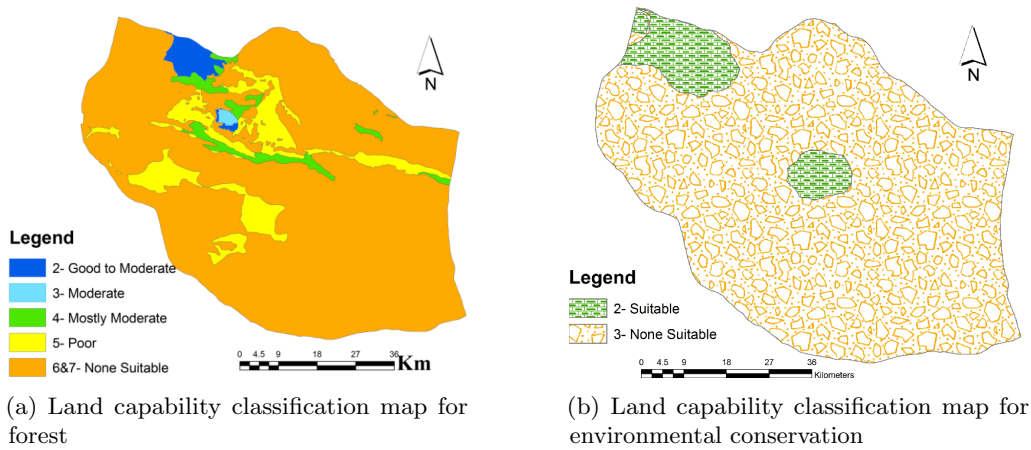 N
Legend
2- Good to Moderate
3- Moderate
4- Mostly Moderate
5- Poor
6&7- None Suitable
0 4.5 9 18 27 36
Km
(a) Land capability classification map for
forest
N
Legend
2- Suitable
3- None Suitable
0 4.5 9 18 27 36
Kilometers
(b) Land capability classification map for
environmental conservation